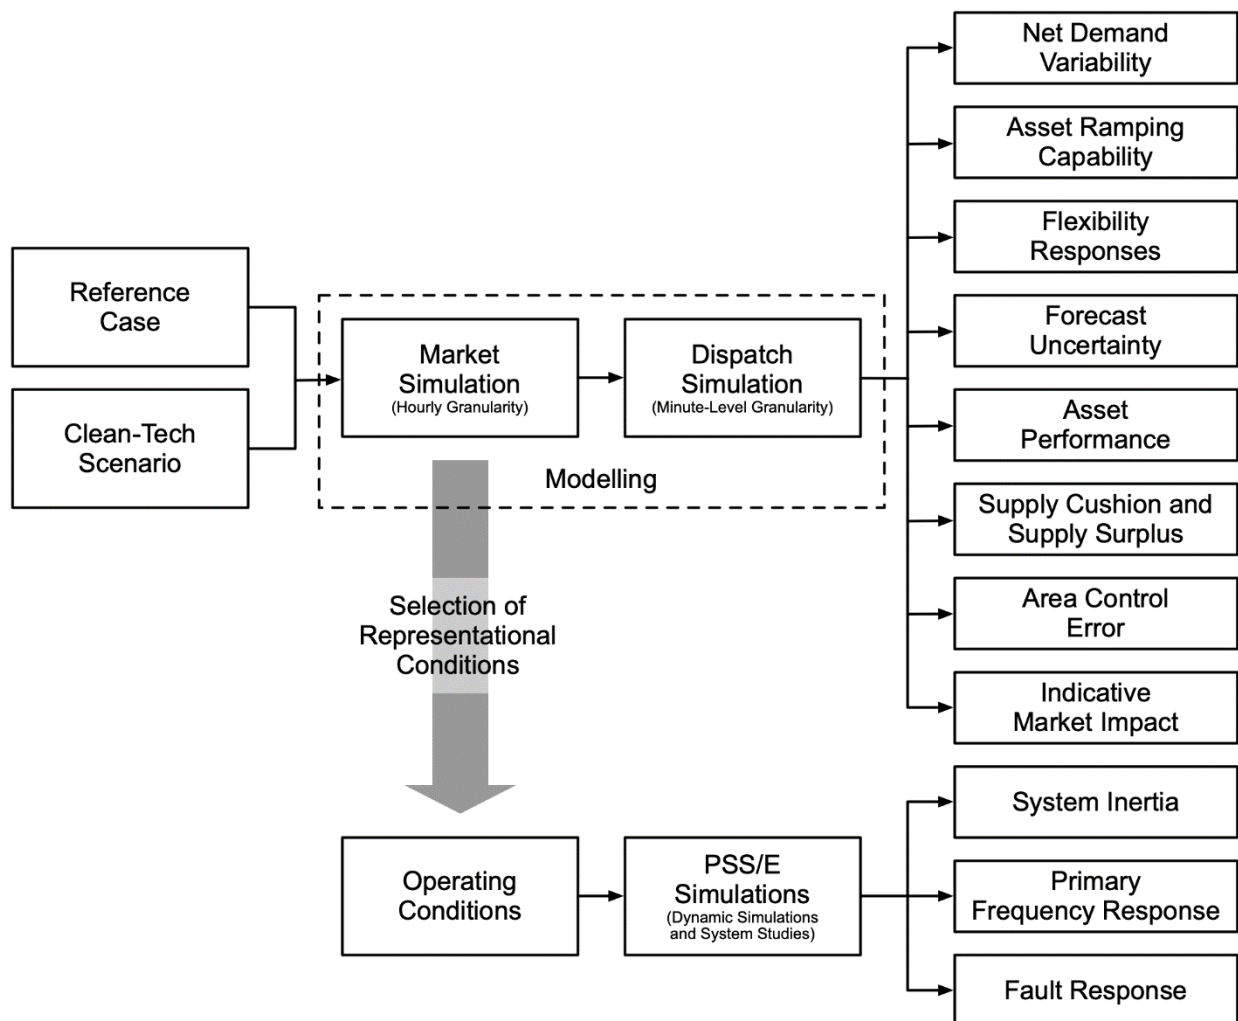 Reference
Case
Clean-Tech
Scenario
Market
Simulation
(Hourly Granularity)
Dispatch
Simulation
(Minute-Level Granularity)
Modelling
Selection of
Representational
Conditions
Operating
Conditions
PSS/E
Simulations
(Dynamic Simulations
and System Studies)
Net Demand
Variability
Asset Ramping
Capability
Flexibility
Responses
Forecast
Uncertainty
Asset
Performance
Supply Cushion and
Supply Surplus
Area Control
Error
Indicative
Market Impact
System Inertia
Primary
Frequency Response
Fault Response